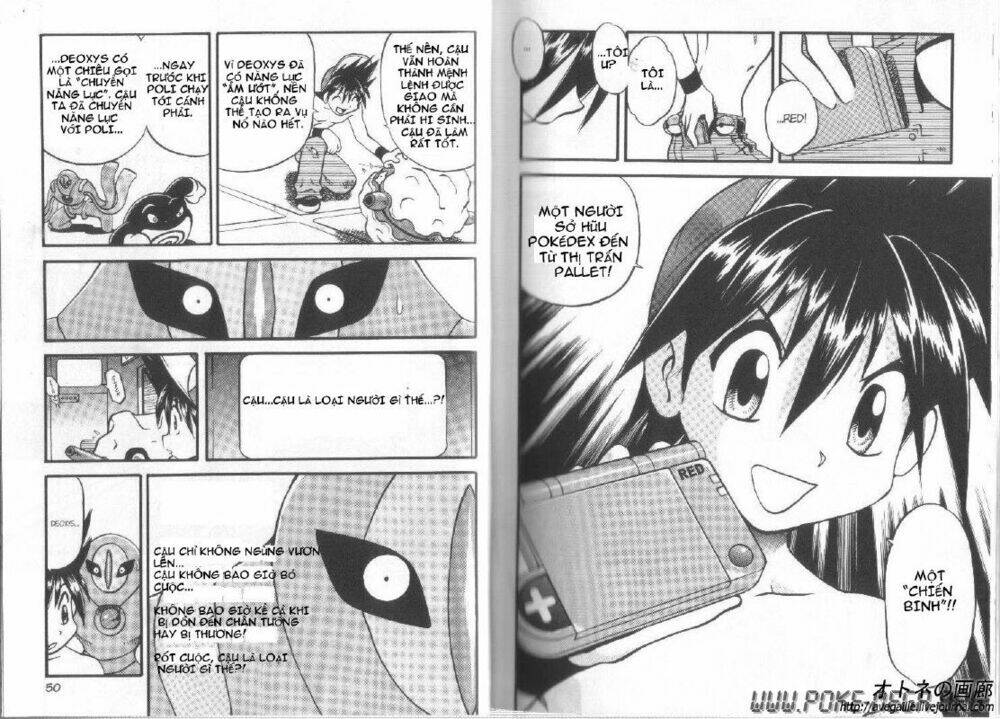 THẾ NÊN, CẬU
VẪN HOÀN
THÀNH MỆNH
LỆNH ĐƯỢC
GIAO MÀ
KHÔNG CẦN
PHẢI HI SINH...
CẬU ĐÃ LÀM
RẤT TỐT.
VÌ DEOXYS ĐÃ
CÓ NĂNG LỰC
"ẨM ƯỚT", NÊN
CẬU KHÔNG
THỂ TẠO RA VỤ
NỔ NÀO HẾT.
...NGAY
TRƯỚC KHI
POLI CHẠY
TỚI CÁNH
PHẢI.
...DEOXYS CÓ
MỘT CHIÊU GỌI
LÀ "CHUYỂN
NĂNG LỰC". CẬU
TA ĐÃ CHUYỂN
NĂNG LỰC
VỚI POLI...
CẬU...CẬU LÀ LOẠI NGƯỜI GÌ THẾ...?!
DEOXYS...
CẬU CHỈ KHÔNG NGỪNG VƯƠN
LÊN...
CẬU KHÔNG BAO GIỜ BỎ
CUỘC...
KHÔNG BAO GIỜ KỂ CẢ KHI
BỊ DỒN ĐẾN CHÂN TƯỜNG
HAY BỊ THƯƠNG!
RỐT CUỘC, CẬU LÀ LOẠI
NGƯỜI GÌ THẾ?!
50
...
...TÔI
Ư?
TÔI
LÀ...
...RED!
MỘT NGƯỜI
SỞ HỮU
POKÉDEX ĐẾN
TỪ THỊ TRẤN
PALLET!
RED
MỘT
"CHIẾN
BINH"!!
オトネの画廊